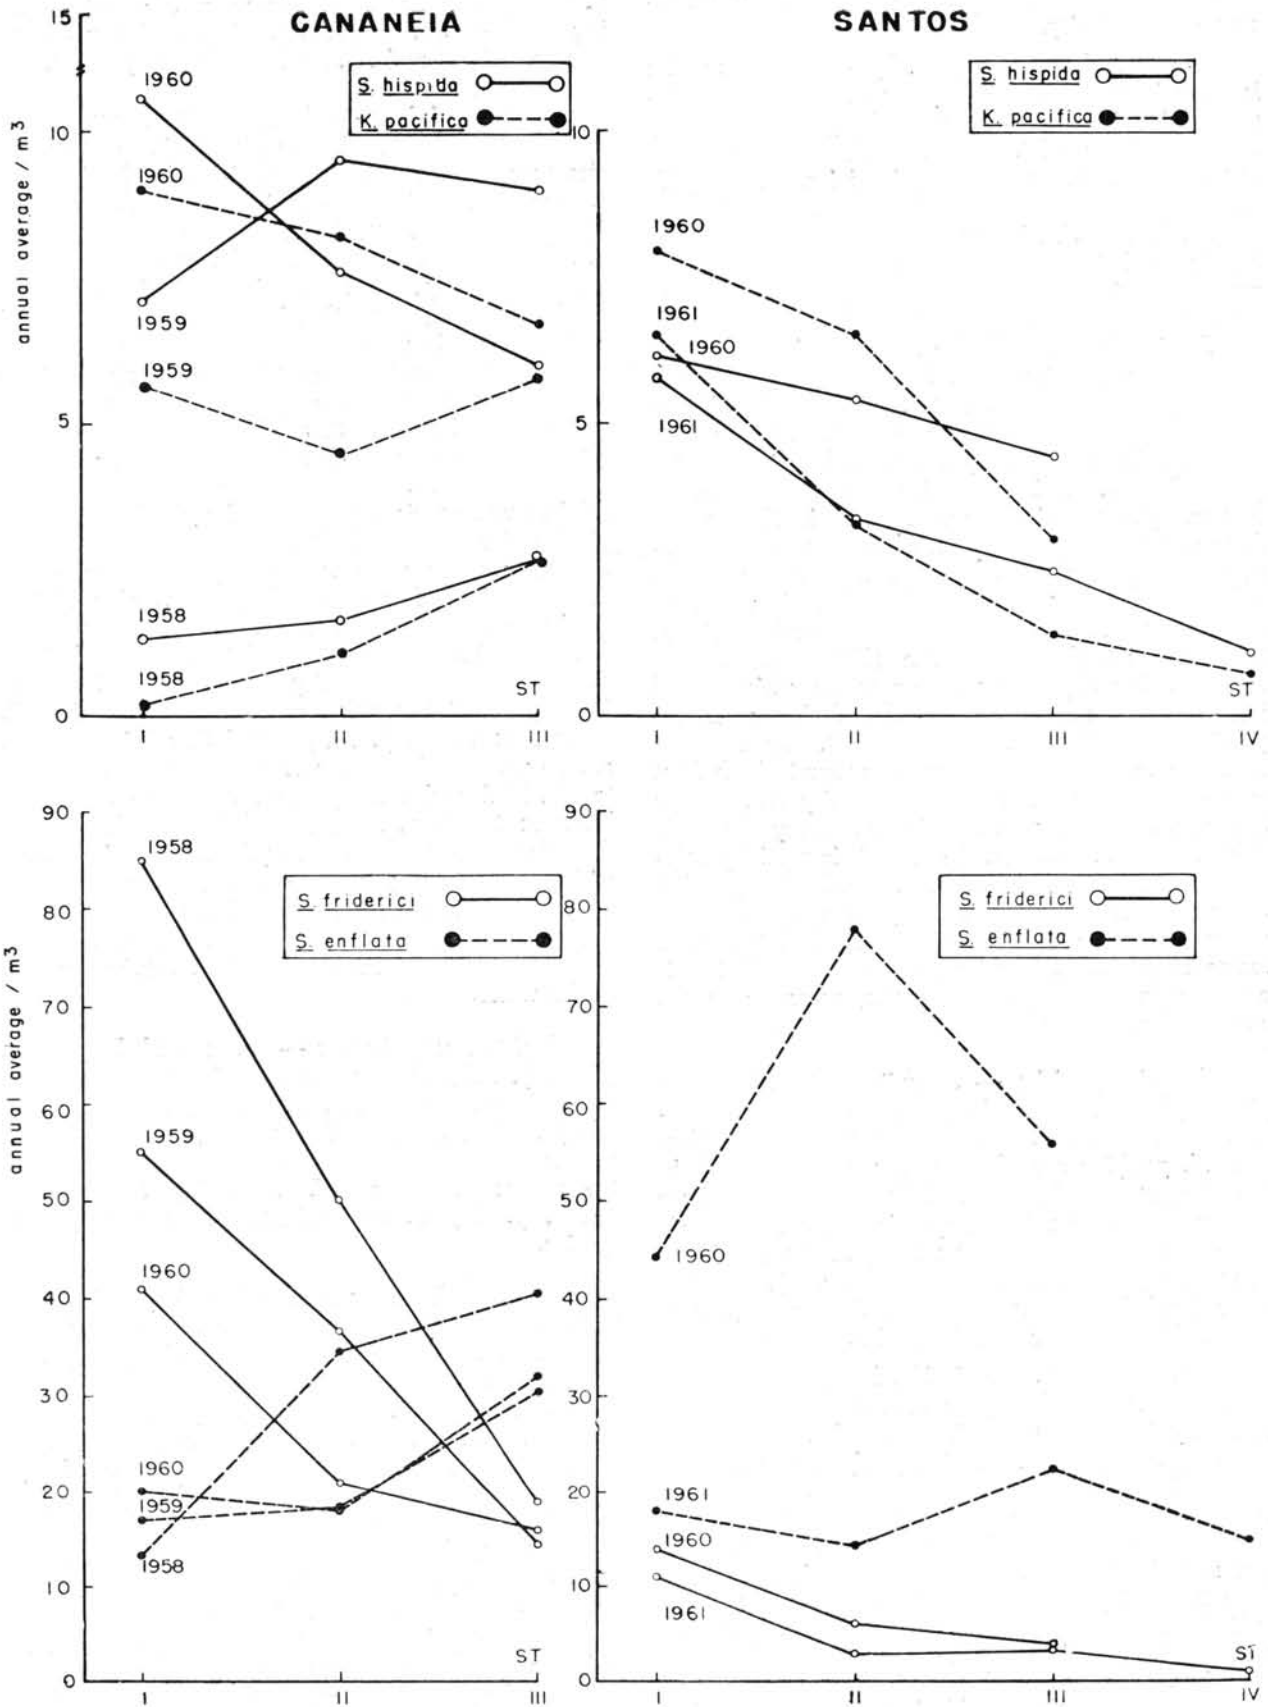 CANANEIA
15
10
5
0
annual average / m3
S. hispida
K. pacifica
1960
1960
1959
1959
1958
1958
ST
I II III
SANTOS
10
5
0
S. hispida
K. pacifica
1960
1961
1960
1961
ST
I II III IV
90
80
70
60
50
40
30
20
10
0
annual average / m3
S. friderici
S. enflata
1958
1959
1960
1960
1959
1958
ST
I II III
90
80
70
60
50
40
30
20
10
0
S. friderici
S. enflata
1960
1961
1960
1961
ST
I II III IV